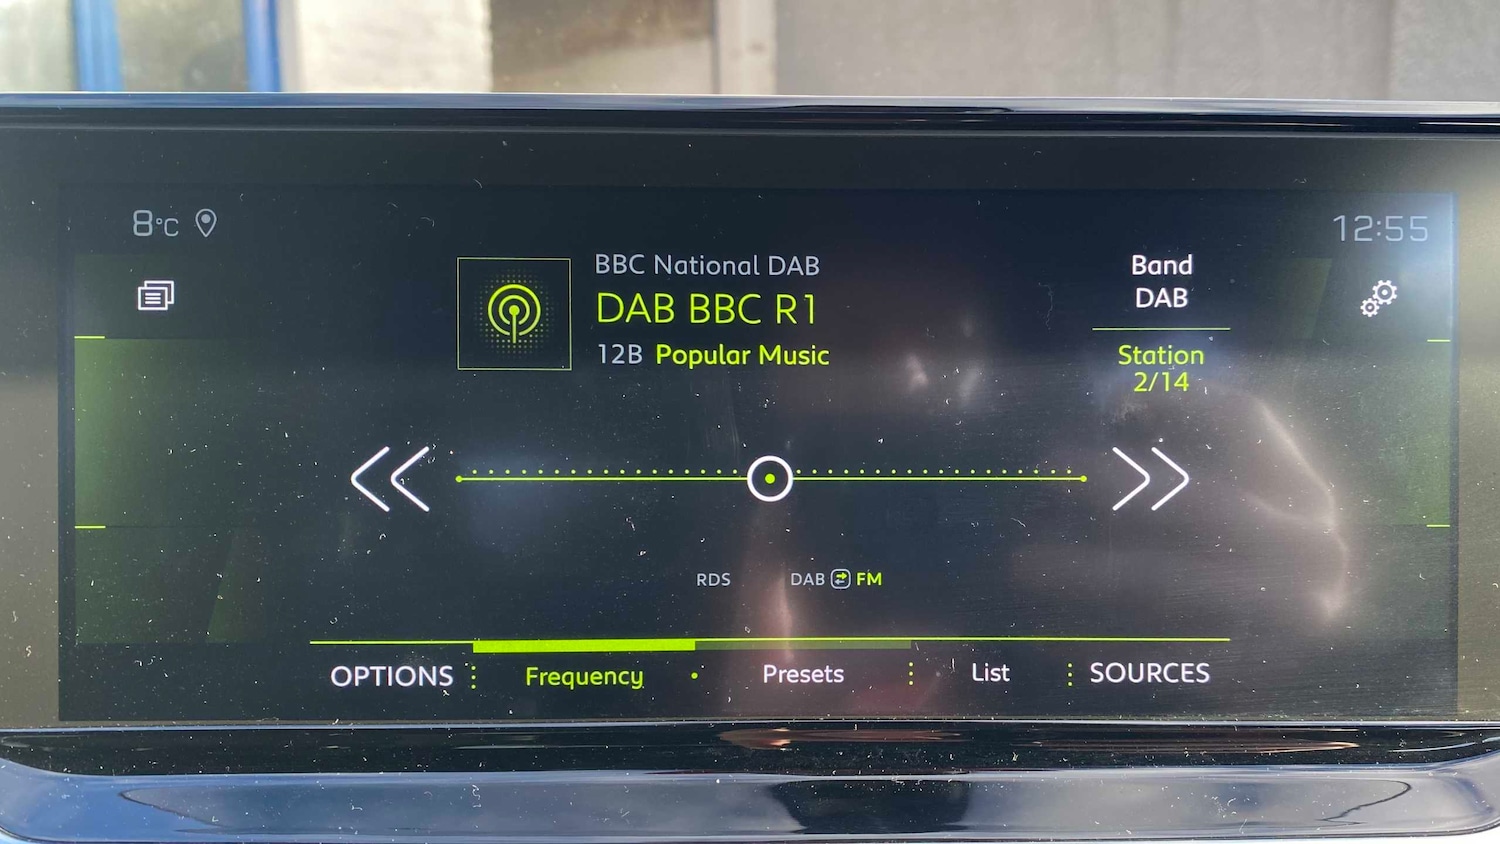 8°C
12:55
BBC National DAB
DAB BBC R1
12B Popular Music
Band
DAB
Station
2/14
RDS DAB FM
OPTIONS Frequency Presets List SOURCES